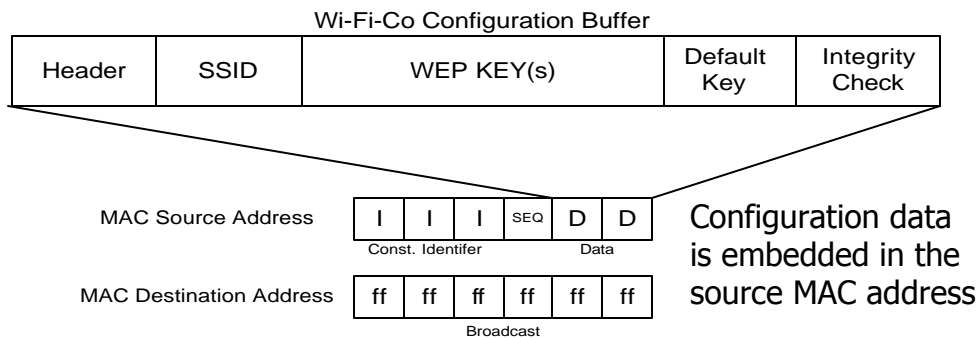 Wi-Fi-Co Configuration Buffer
Header SSID WEP KEY(s) Default Key Integrity Check
MAC Source Address I I I SEQ D D
Const. Identifer Data
MAC Destination Address ff ff ff ff ff ff
Broadcast
Configuration data
is embedded in the
source MAC address